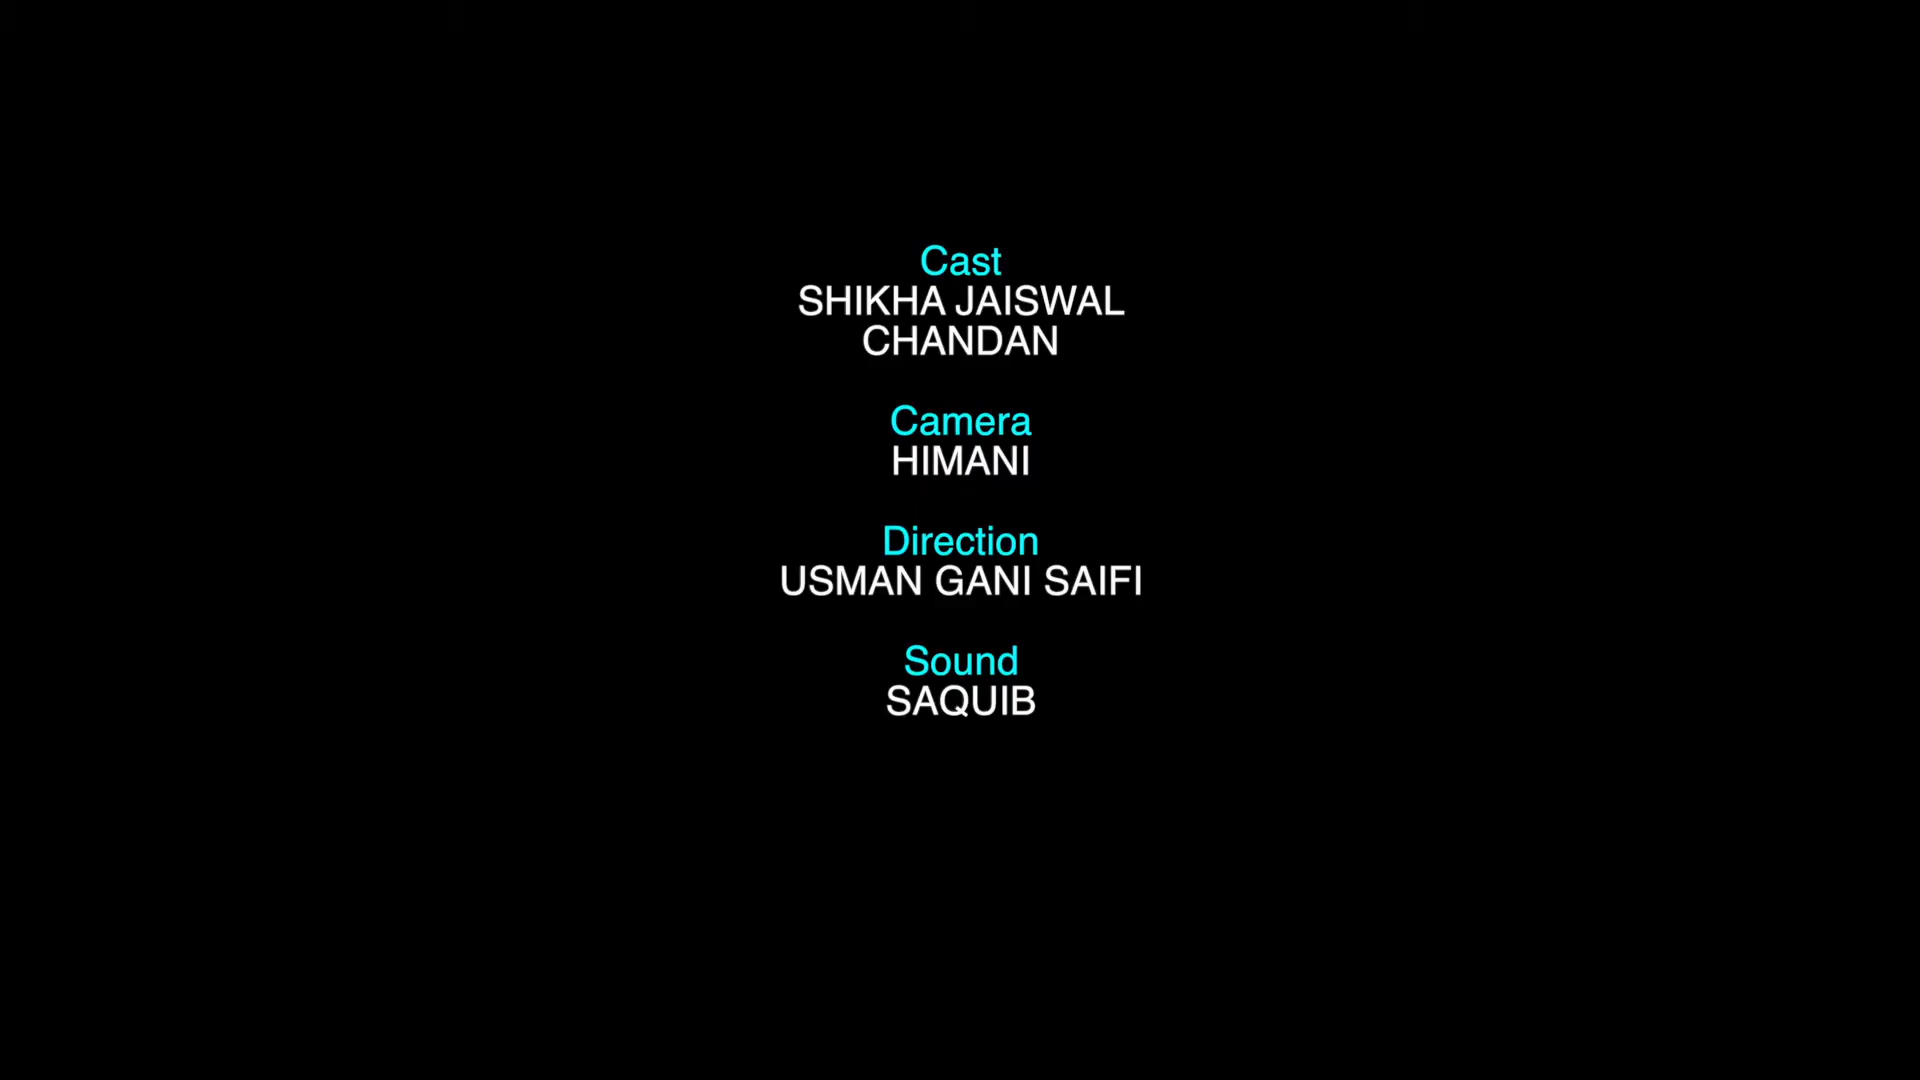 Cast
SHIKHA JAISWAL
CHANDAN
Camera
HIMANI
Direction
USMAN GANI SAIFI
Sound
SAQUIB